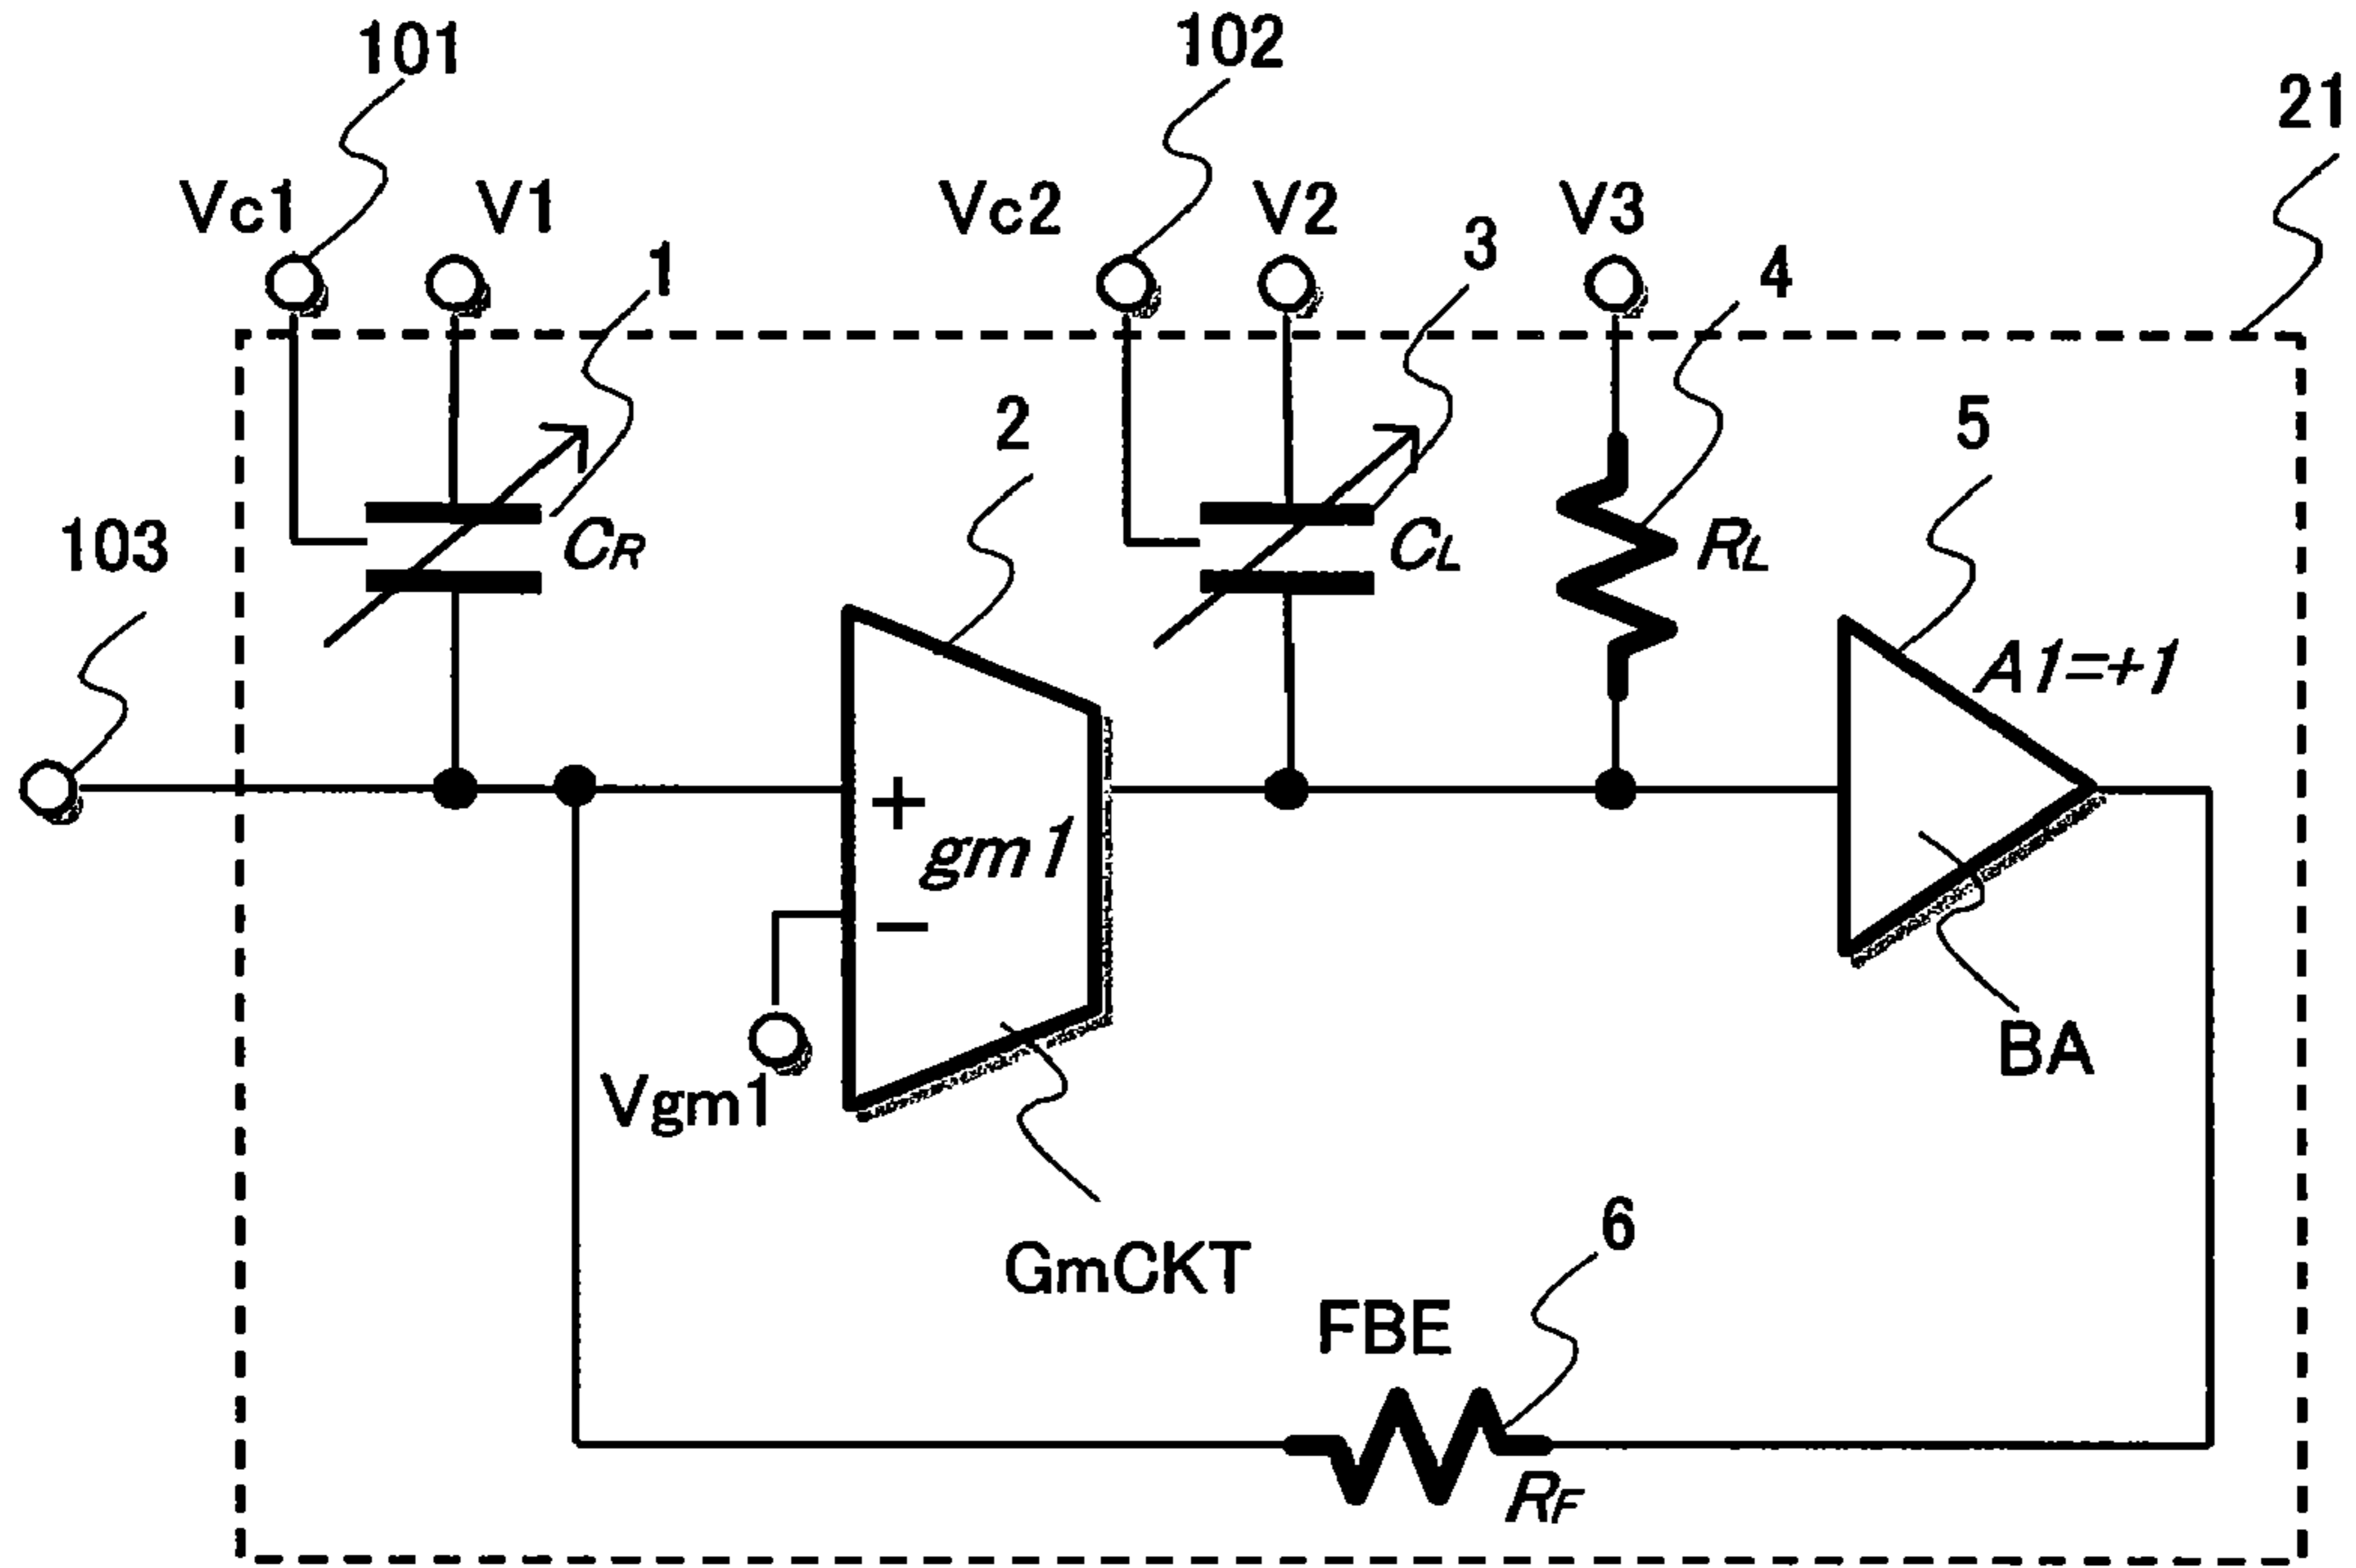 101
102
21
Vc1
V1
Vc2
V2
V3
1
3
4
2
5
103
CR
CL
RL
A1=+1
+
gm1
−
Vgm1
BA
GmCKT
6
FBE
RF